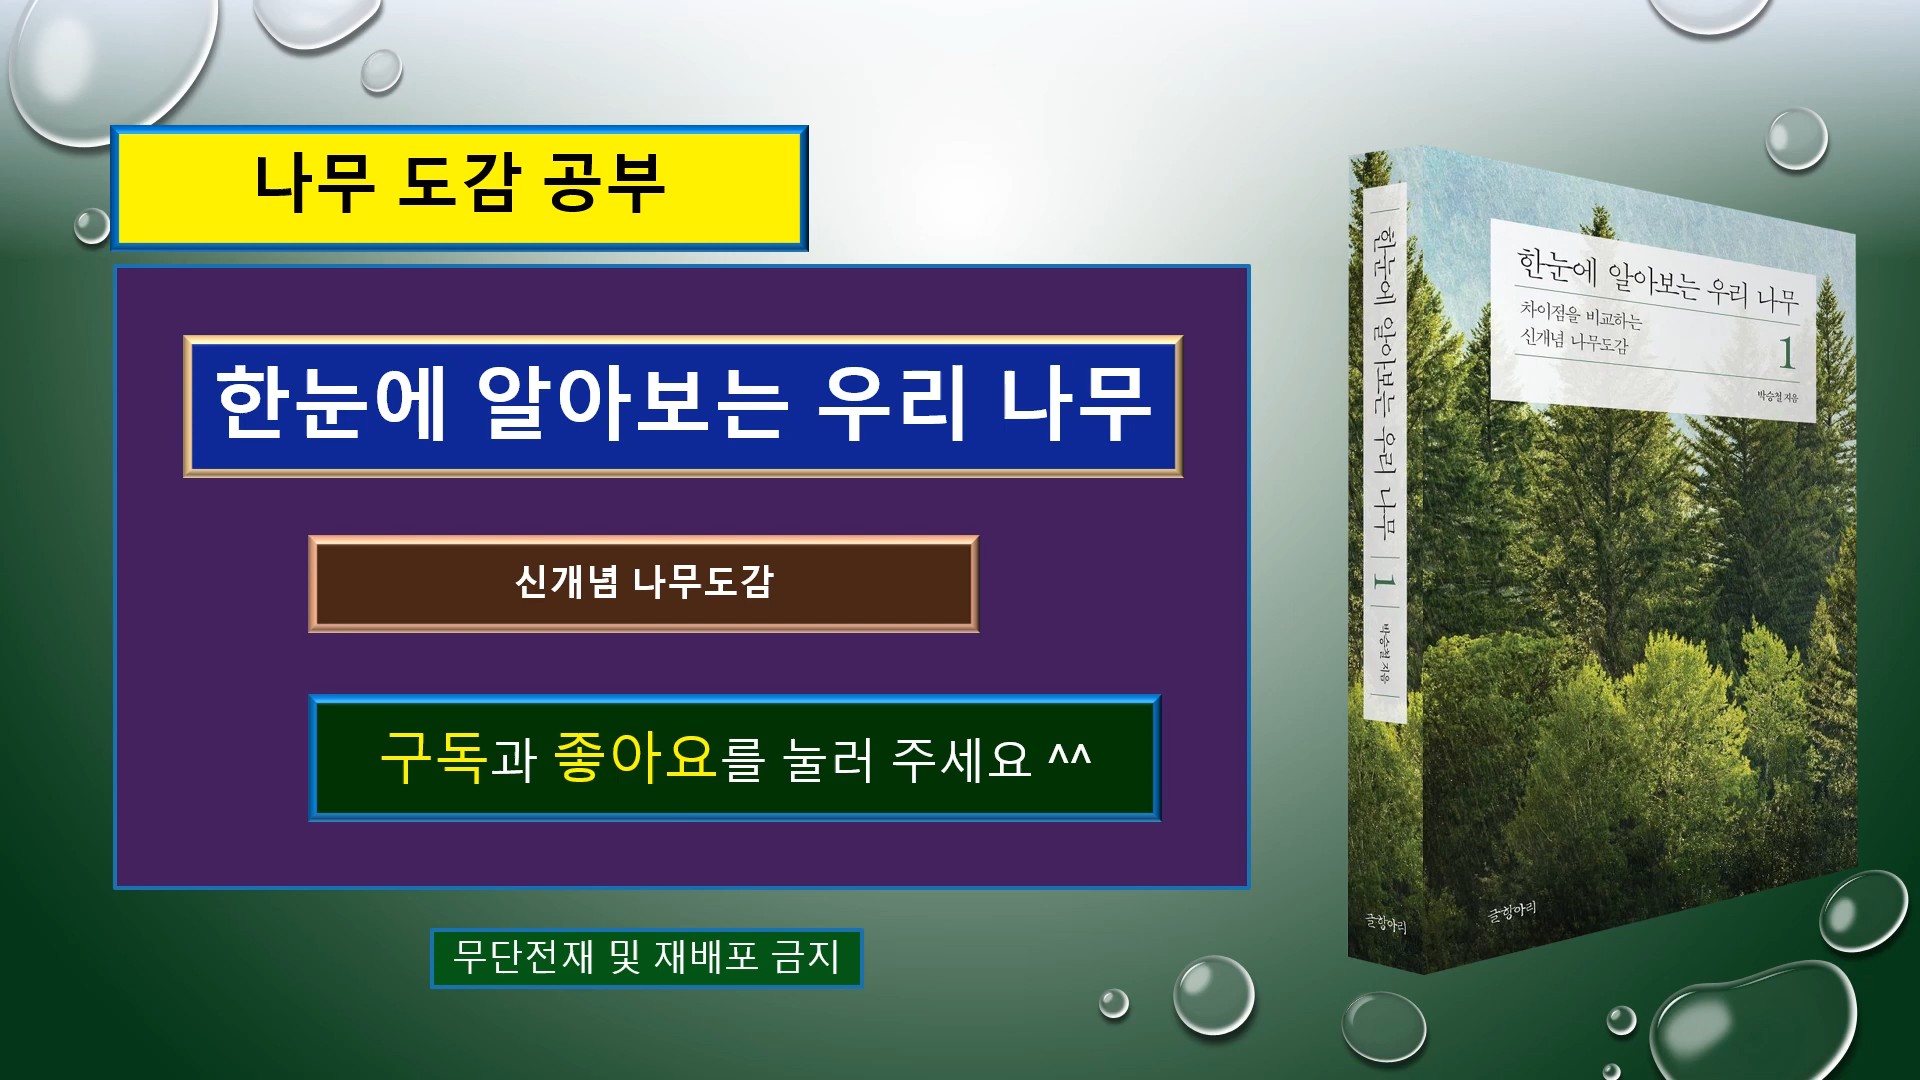 나무 도감 공부
한눈에 알아보는 우리 나무
신개념 나무도감
구독과 좋아요를 눌러 주세요 ^^
무단전재 및 재배포 금지
한눈에 알아보는 우리 나무 1 박승철 지음
글항아리
한눈에 알아보는 우리 나무
차이점을 비교하는
신개념 나무도감
1
박승철 지음
글항아리